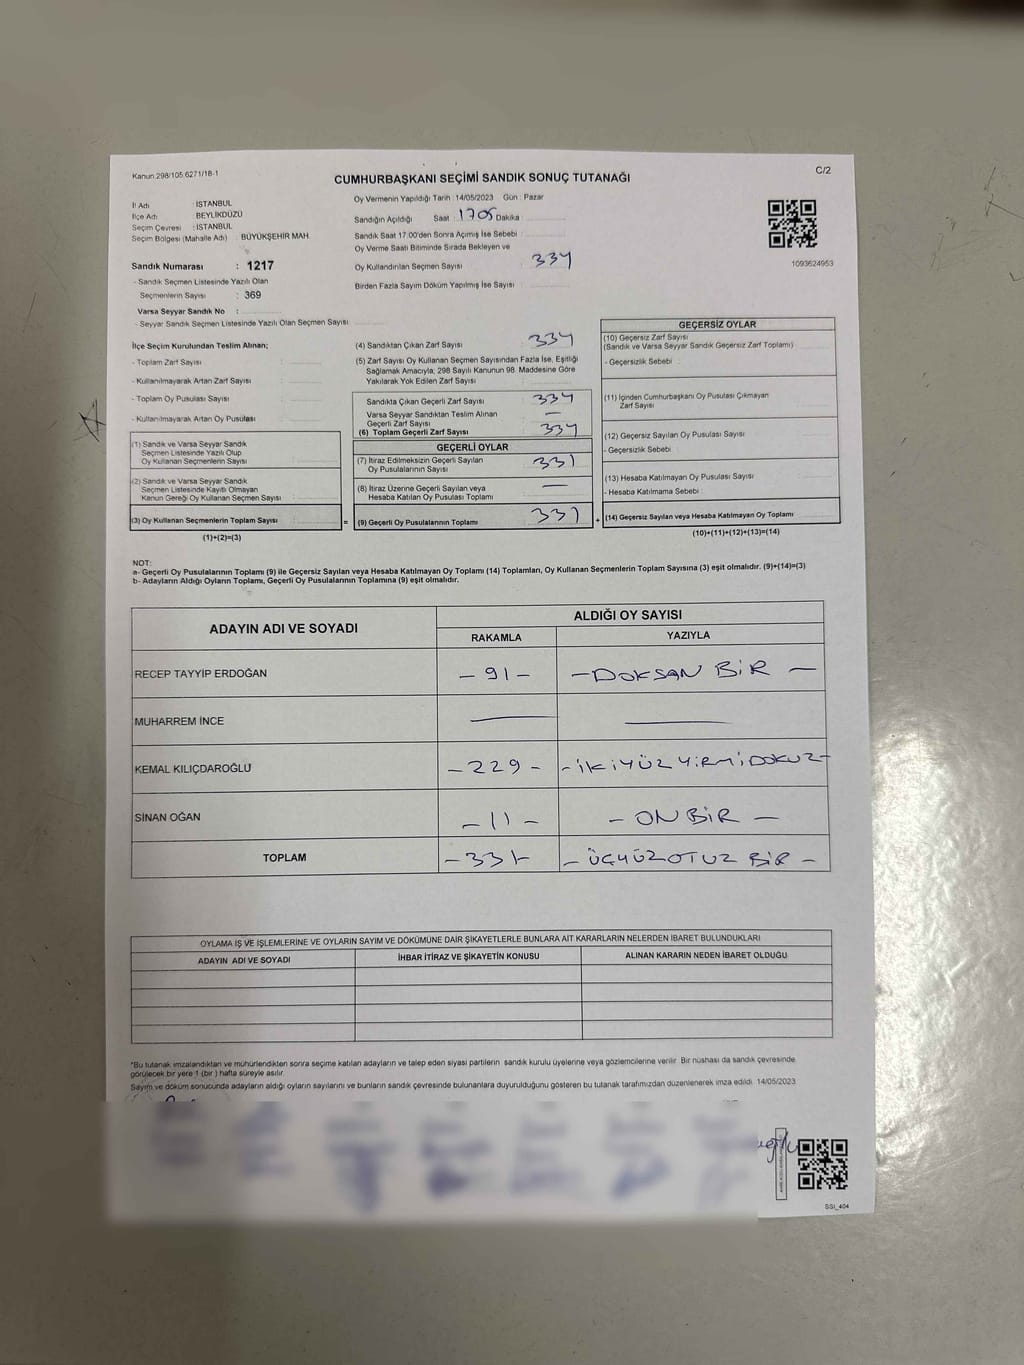 Kanun 298/105.6271/18-1
C/2
CUMHURBAŞKANI SEÇİMİ SANDIK SONUÇ TUTANAĞI
İl Adı : İSTANBUL
İlçe Adı : BEYLİKDÜZÜ
Seçim Çevresi : İSTANBUL
Seçim Bölgesi (Mahalle Adı) : BÜYÜKŞEHİR MAH.
Sandık Numarası : 1217
- Sandık Seçmen Listesinde Yazılı Olan
Seçmenlerin Sayısı : 369
Varsa Seyyar Sandık No :
- Seyyar Sandık Seçmen Listesinde Yazılı Olan Seçmen Sayısı
Oy Vermenin Yapıldığı Tarih : 14/05/2023 Gün : Pazar
Sandığın Açıldığı Saat : 1705 Dakika :
Sandık Saat 17:00'den Sonra Açımış İse Sebebi :
Oy Verme Saati Bitiminde Sırada Bekleyen ve
Oy Kullandırılan Seçmen Sayısı : 334
Birden Fazla Sayım Döküm Yapılmış İse Sayısı :
1093624953
İlçe Seçim Kurulundan Teslim Alınan;
- Toplam Zarf Sayısı :
- Kullanılmayarak Artan Zarf Sayısı :
- Toplam Oy Pusulası Sayısı :
- Kullanılmayarak Artan Oy Pusulası :
(1) Sandık ve Varsa Seyyar Sandık
Seçmen Listesinde Yazılı Olup
Oy Kullanan Seçmenlerin Sayısı :
(2) Sandık ve Varsa Seyyar Sandık
Seçmen Listesinde Kayıtlı Olmayan
Kanun Gereği Oy Kullanan Seçmen Sayısı :
(3) Oy Kullanan Seçmenlerin Toplam Sayısı
(1)+(2)=(3)
(4) Sandıktan Çıkan Zarf Sayısı : 334
(5) Zarf Sayısı Oy Kullanan Seçmen Sayısından Fazla İse, Eşitliği
Sağlamak Amacıyla; 298 Sayılı Kanunun 98. Maddesine Göre
Yakılarak Yok Edilen Zarf Sayısı :
Sandıkta Çıkan Geçerli Zarf Sayısı : 334
Varsa Seyyar Sandıktan Teslim Alınan
Geçerli Zarf Sayısı : —
(6) Toplam Geçerli Zarf Sayısı : 334
GEÇERLİ OYLAR
(7) İtiraz Edilmeksizin Geçerli Sayılan
Oy Pusulalarının Sayısı : 331
(8) İtiraz Üzerine Geçerli Sayılan veya
Hesaba Katılan Oy Pusulası Toplamı : —
= (9) Geçerli Oy Pusulalarının Toplamı : 331
GEÇERSİZ OYLAR
(10) Geçersiz Zarf Sayısı
(Sandık ve Varsa Seyyar Sandık Geçersiz Zarf Toplamı)
- Geçersizlik Sebebi :
(11) İçinden Cumhurbaşkanı Oy Pusulası Çıkmayan
Zarf Sayısı
(12) Geçersiz Sayılan Oy Pusulası Sayısı
- Geçersizlik Sebebi
(13) Hesaba Katılmayan Oy Pusulası Sayısı
- Hesaba Katılmama Sebebi :
+ (14) Geçersiz Sayılan veya Hesaba Katılmayan Oy Toplamı
(10)+(11)+(12)+(13)=(14)
NOT:
a- Geçerli Oy Pusulalarının Toplamı (9) ile Geçersiz Sayılan veya Hesaba Katılmayan Oy Toplamı (14) Toplamları, Oy Kullanan Seçmenlerin Toplam Sayısına (3) eşit olmalıdır. (9)+(14)=(3)
b- Adayların Aldığı Oyların Toplamı, Geçerli Oy Pusulalarının Toplamına (9) eşit olmalıdır.
ADAYIN ADI VE SOYADI
ALDIĞI OY SAYISI
RAKAMLA YAZIYLA
RECEP TAYYİP ERDOĞAN - 91 - - DOKSAN BİR -
MUHARREM İNCE — —
KEMAL KILIÇDAROĞLU - 229 - - İKİYÜZYİRMİDOKUZ -
SİNAN OĞAN - 11 - - ON BİR -
TOPLAM - 331- - ÜÇYÜZOTUZ BİR -
OYLAMA İŞ VE İŞLEMLERİNE VE OYLARIN SAYIM VE DÖKÜMÜNE DAİR ŞİKAYETLERLE BUNLARA AİT KARARLARIN NELERDEN İBARET BULUNDUKLARI
ADAYIN ADI VE SOYADI İHBAR İTİRAZ VE ŞİKAYETİN KONUSU ALINAN KARARIN NEDEN İBARET OLDUĞU
*Bu tutanak imzalandıktan ve mühürlendikten sonra seçime katılan adayların ve talep eden siyasi partilerin sandık kurulu üyelerine veya gözlemcilerine verilir. Bir nüshası da sandık çevresinde
görülecek bir yere 1 (bir ) hafta süreyle asılır.
Sayım ve döküm sonucunda adayların aldığı oyların sayılarını ve bunların sandık çevresinde bulunanlara duyurulduğunu gösteren bu tutanak tarafımızdan düzenlenerek imza edildi. 14/05/2023
SSİ_404